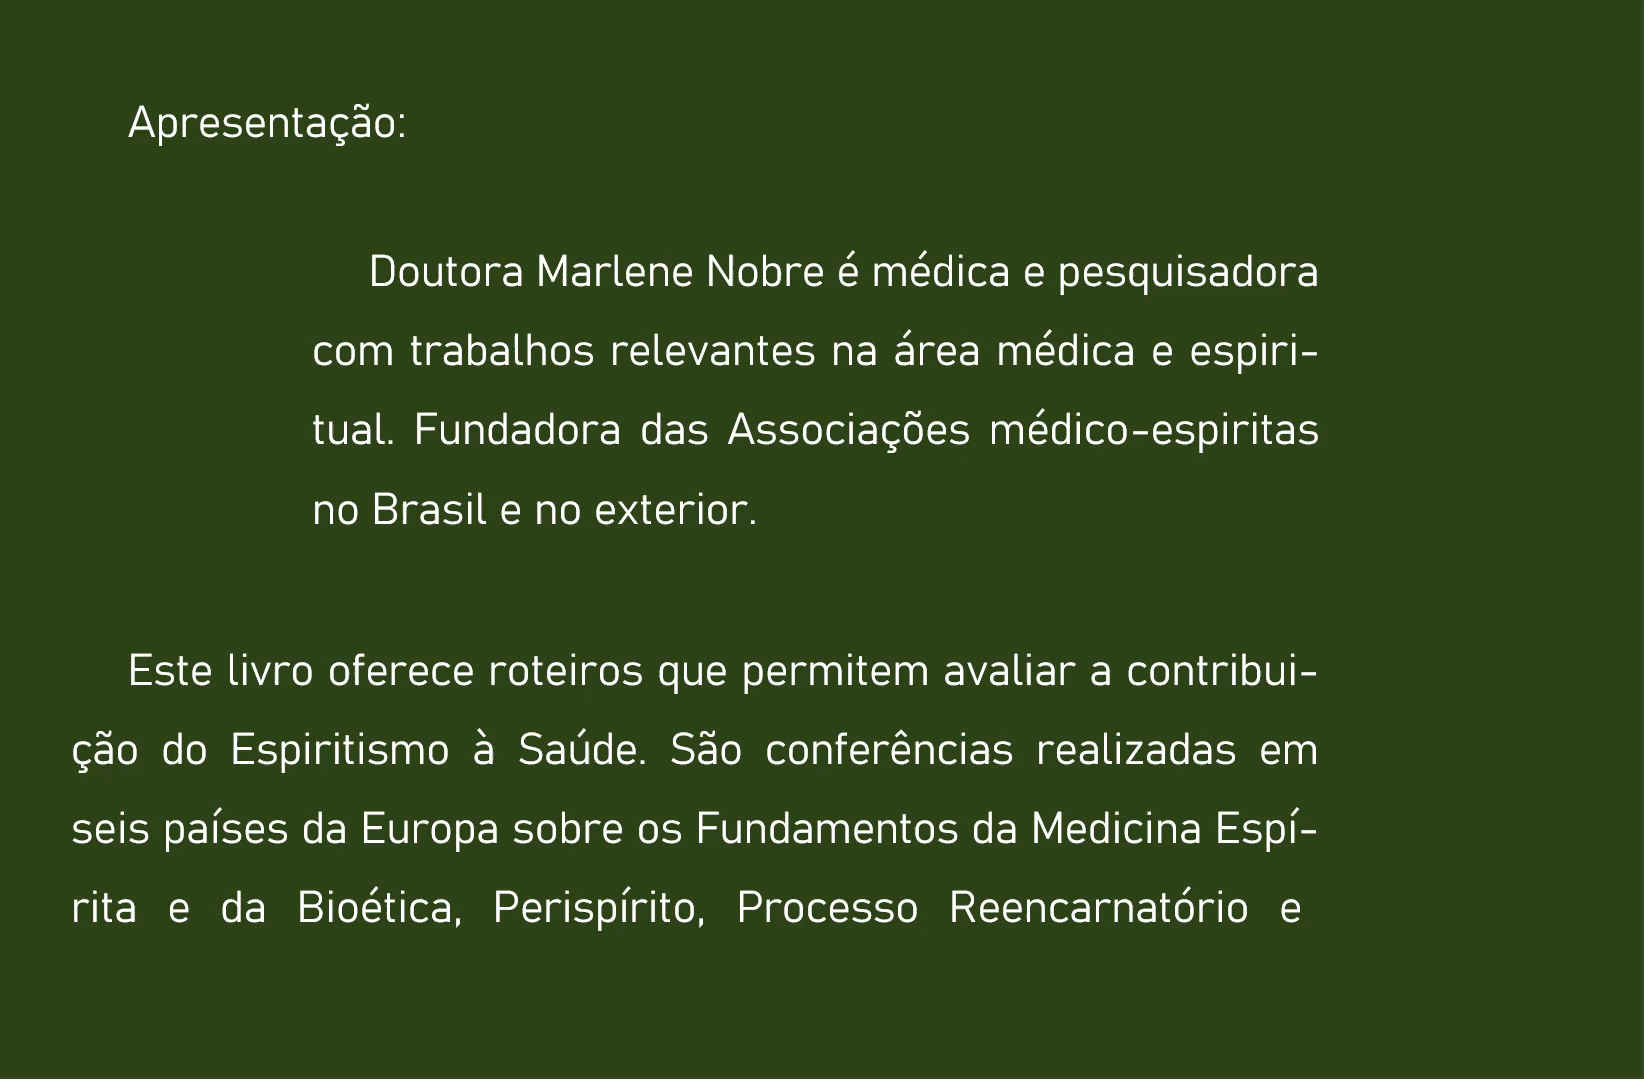 Apresentação:
Doutora Marlene Nobre é médica e pesquisadora
com trabalhos relevantes na área médica e espiri-
tual. Fundadora das Associações médico-espiritas
no Brasil e no exterior.
Este livro oferece roteiros que permitem avaliar a contribui-
ção do Espiritismo à Saúde. São conferências realizadas em
seis países da Europa sobre os Fundamentos da Medicina Espí-
rita e da Bioética, Perispírito, Processo Reencarnatório e